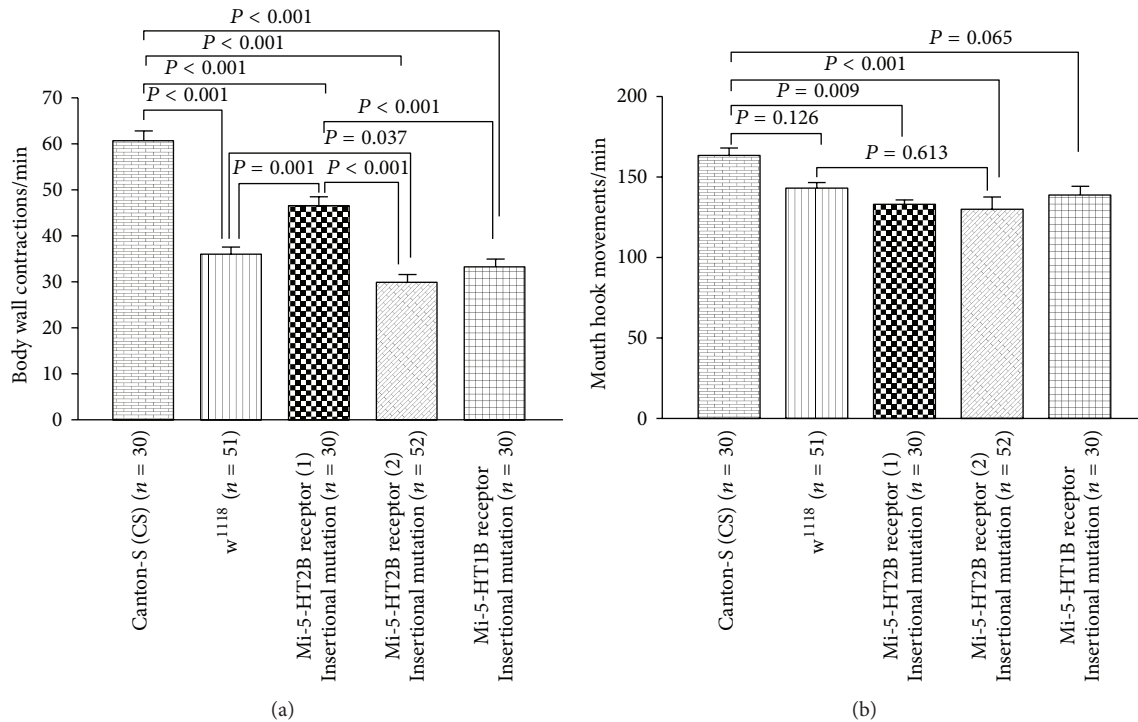 P < 0.001
P < 0.001
P < 0.001
P < 0.001
P < 0.001
P = 0.037
P = 0.001
P < 0.001
Body wall contractions/min
70
60
50
40
30
20
10
0
Canton-S (CS) (n = 30)
w¹¹¹⁸ (n = 51)
Mi-5-HT2B receptor (1)
Insertional mutation (n = 30)
Mi-5-HT2B receptor (2)
Insertional mutation (n = 52)
Mi-5-HT1B receptor
Insertional mutation (n = 30)
(a)
P = 0.065
P < 0.001
P = 0.009
P = 0.126
P = 0.613
Mouth hook movements/min
200
150
100
50
0
Canton-S (CS) (n = 30)
w¹¹¹⁸ (n = 51)
Mi-5-HT2B receptor (1)
Insertional mutation (n = 30)
Mi-5-HT2B receptor (2)
Insertional mutation (n = 52)
Mi-5-HT1B receptor
Insertional mutation (n = 30)
(b)